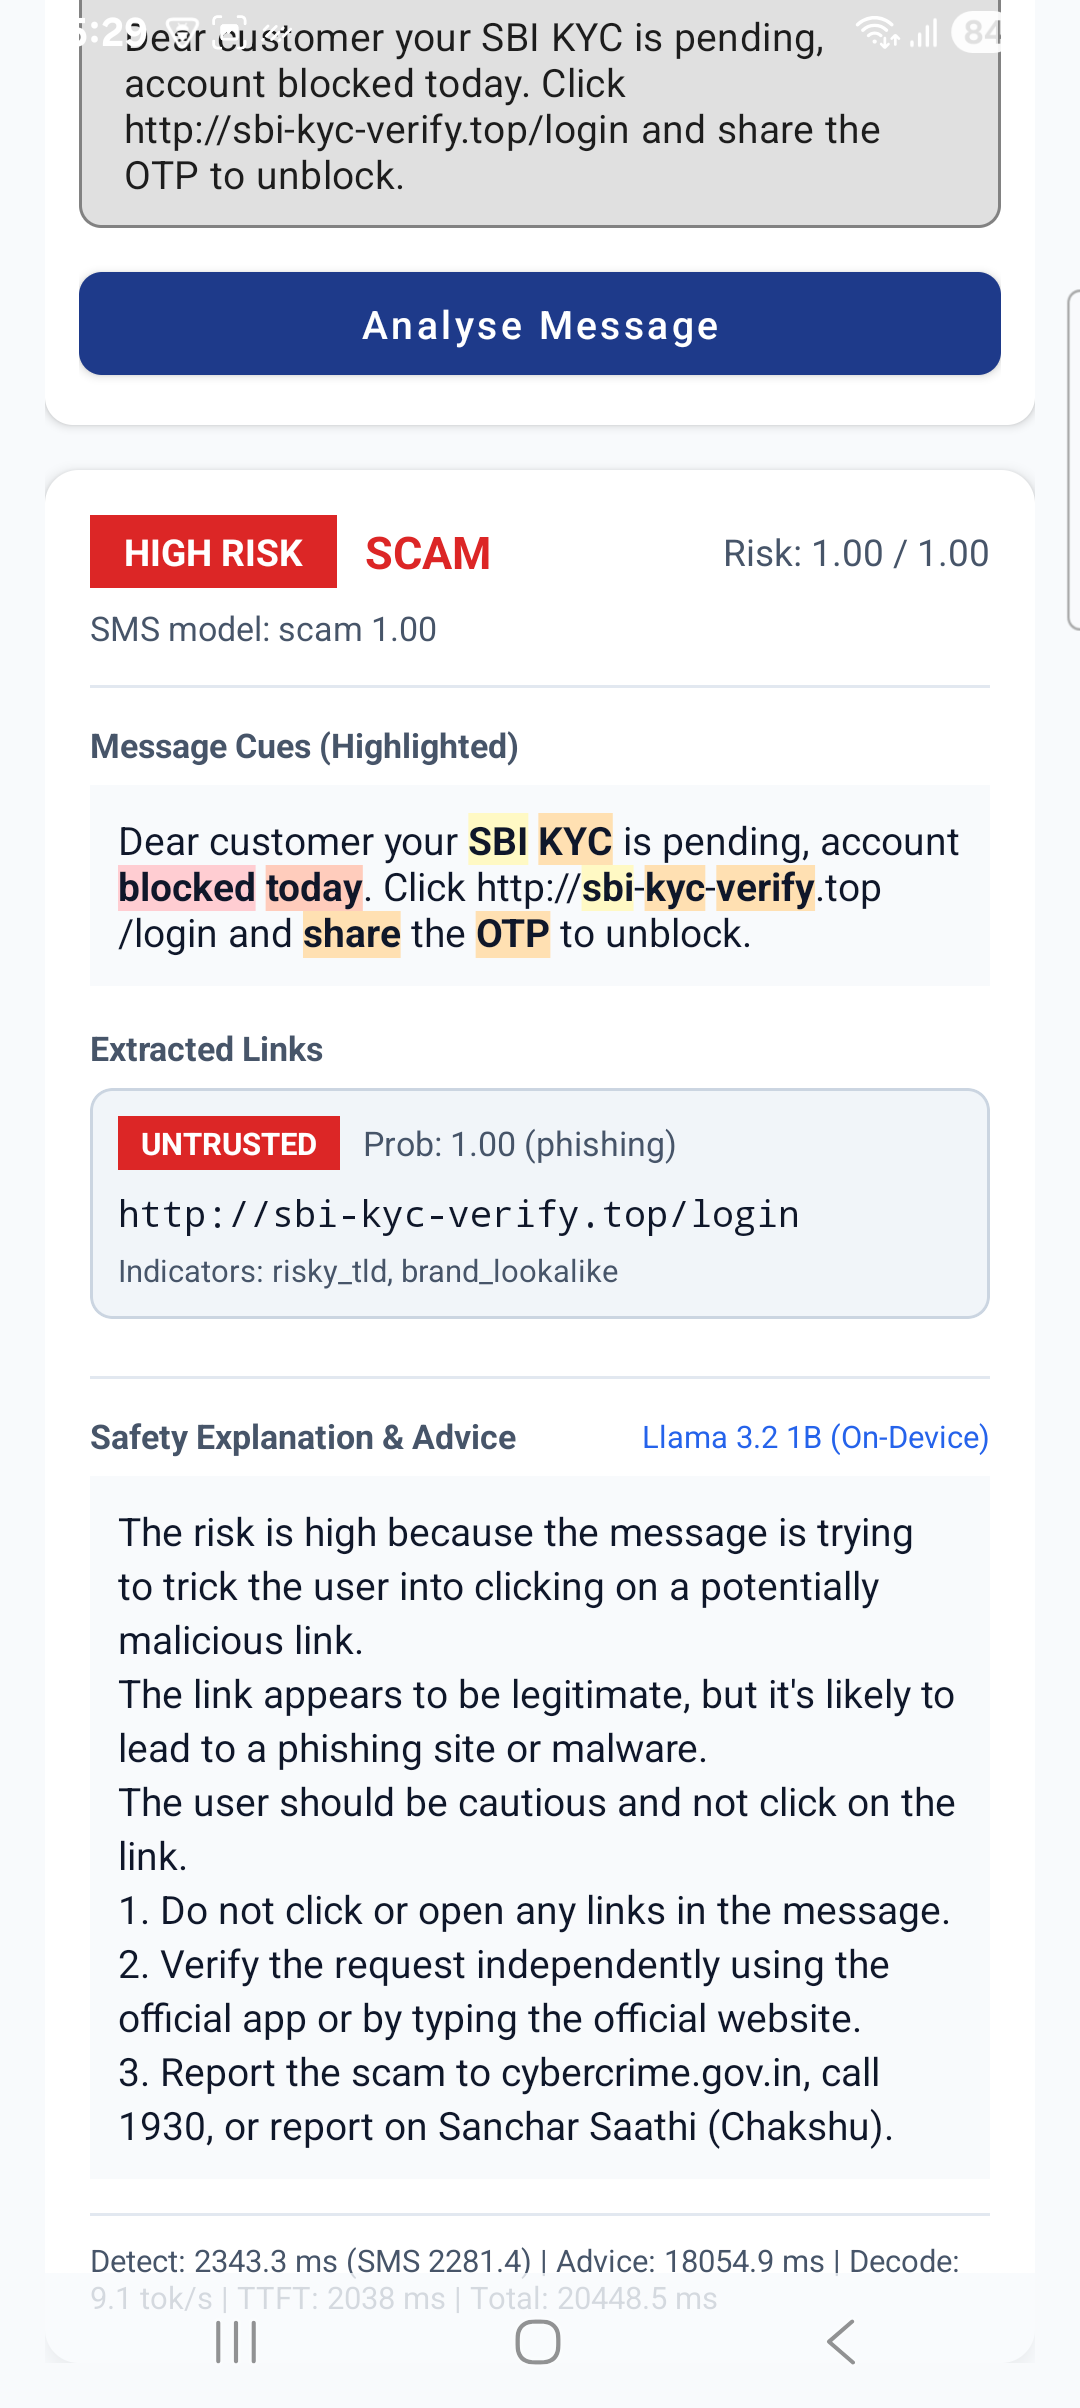 5:29
84
Dear customer your SBI KYC is pending,
account blocked today. Click
http://sbi-kyc-verify.top/login and share the
OTP to unblock.
Analyse Message
HIGH RISK SCAM Risk: 1.00 / 1.00
SMS model: scam 1.00
Message Cues (Highlighted)
Dear customer your SBI KYC is pending, account
blocked today. Click http://sbi-kyc-verify.top
/login and share the OTP to unblock.
Extracted Links
UNTRUSTED Prob: 1.00 (phishing)
http://sbi-kyc-verify.top/login
Indicators: risky_tld, brand_lookalike
Safety Explanation & Advice Llama 3.2 1B (On-Device)
The risk is high because the message is trying
to trick the user into clicking on a potentially
malicious link.
The link appears to be legitimate, but it's likely to
lead to a phishing site or malware.
The user should be cautious and not click on the
link.
1. Do not click or open any links in the message.
2. Verify the request independently using the
official app or by typing the official website.
3. Report the scam to cybercrime.gov.in, call
1930, or report on Sanchar Saathi (Chakshu).
Detect: 2343.3 ms (SMS 2281.4) | Advice: 18054.9 ms | Decode:
9.1 tok/s | TTFT: 2038 ms | Total: 20448.5 ms